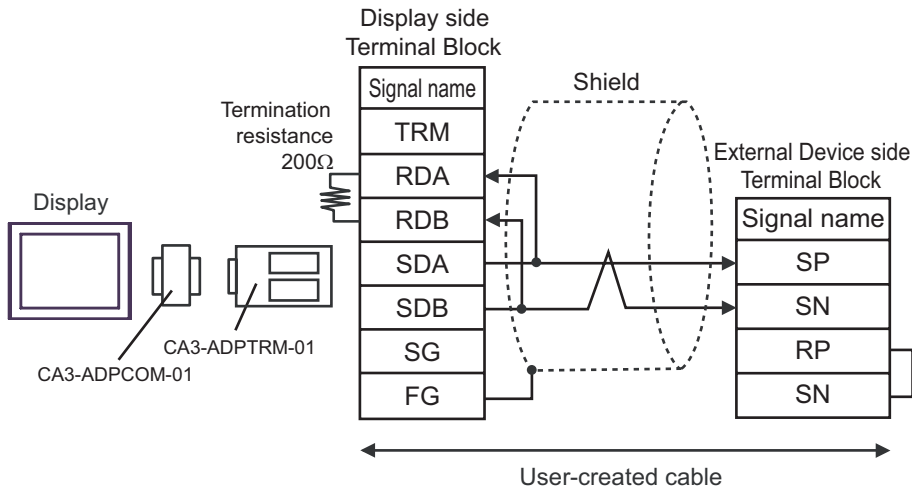 Display side
Terminal Block
Signal name
TRM
RDA
RDB
SDA
SDB
SG
FG
Termination
resistance
200Ω
Shield
External Device side
Terminal Block
Signal name
SP
SN
RP
SN
Display
CA3-ADPTRM-01
CA3-ADPCOM-01
User-created cable